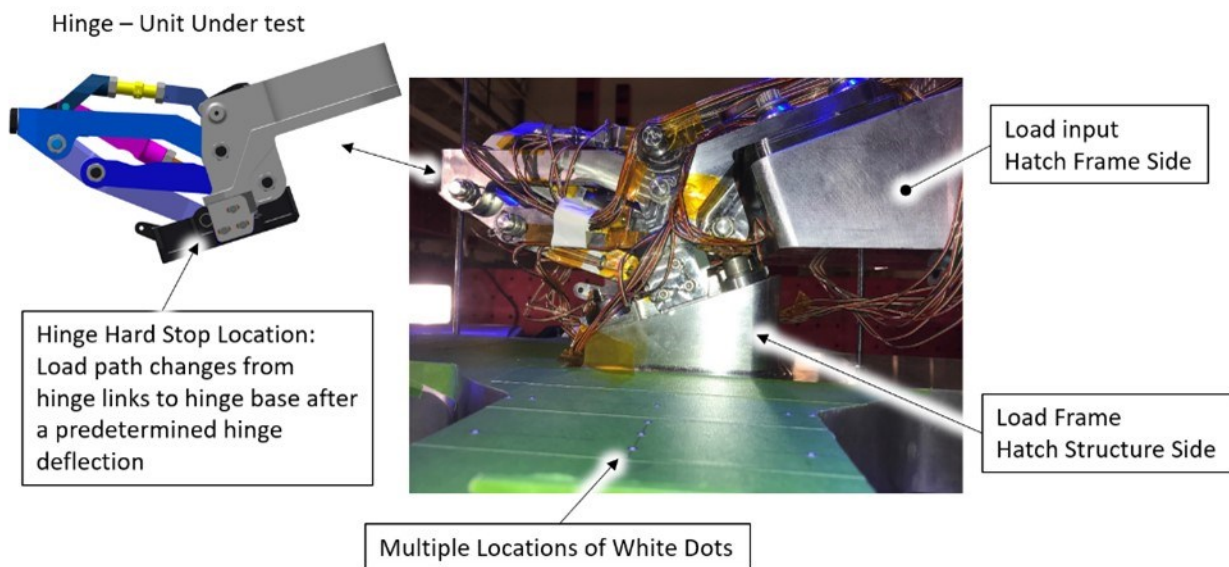 Hinge – Unit Under test
Load input
Hatch Frame Side
Hinge Hard Stop Location:
Load path changes from
hinge links to hinge base after
a predetermined hinge
deflection
Load Frame
Hatch Structure Side
Multiple Locations of White Dots